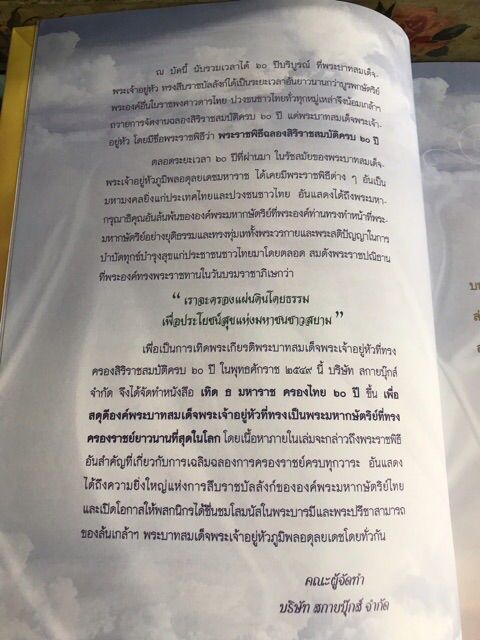 ณ บัดนี้ นับรวมเวลาได้ ๖๐ ปีบริบูรณ์ ที่พระบาทสมเด็จ-
พระเจ้าอยู่หัว ทรงสืบราชบัลลังก์ได้เป็นระยะเวลาอันยาวนานกว่าบูรพกษัตริย์
พระองค์อื่นในราชพงศาวดารไทย ปวงชนชาวไทยทั่วทุกหมู่เหล่าจึงน้อมเกล้าฯ
ถวายการจัดงานฉลองสิริราชสมบัติครบ ๖๐ ปี แด่พระบาทสมเด็จพระเจ้า-
อยู่หัว โดยมีชื่อพระราชพิธีว่า พระราชพิธีฉลองสิริราชสมบัติครบ ๖๐ ปี
ตลอดระยะเวลา ๖๐ ปีที่ผ่านมา ในรัชสมัยของพระบาทสมเด็จ-
พระเจ้าอยู่หัวภูมิพลอดุลยเดชมหาราช ได้เคยมีพระราชพิธีต่าง ๆ อันเป็น
มหามงคลยิ่งแก่ประเทศไทยและปวงชนชาวไทย อันแสดงได้ถึงพระมหา-
กรุณาธิคุณอันล้นพ้นขององค์พระมหากษัตริย์ที่พระองค์ท่านทรงทำหน้าที่พระ-
มหากษัตริย์อย่างยุติธรรมและทรงทุ่มเททั้งพระวรกายและพระสติปัญญาในการ
บำบัดทุกข์บำรุงสุขแก่ประชาชนชาวไทยมาโดยตลอด สมดังพระราชปณิธาน
ที่พระองค์ทรงพระราชทานในวันบรมราชาภิเษกว่า
“ เราจะครองแผ่นดินโดยธรรม
เพื่อประโยชน์สุขแห่งมหาชนชาวสยาม ”
เพื่อเป็นการเทิดพระเกียรติพระบาทสมเด็จพระเจ้าอยู่หัวที่ทรง
ครองสิริราชสมบัติครบ ๖๐ ปี ในพุทธศักราช ๒๕๔๙ นี้ บริษัท สกายบุ๊กส์
จำกัด จึงได้จัดทำหนังสือ เทิด ธ มหาราช ครองไทย ๖๐ ปี ขึ้น เพื่อ
สดุดีองค์พระบาทสมเด็จพระเจ้าอยู่หัวที่ทรงเป็นพระมหากษัตริย์ที่ทรง
ครองราชย์ยาวนานที่สุดในโลก โดยเนื้อหาภายในเล่มจะกล่าวถึงพระราชพิธี
อันสำคัญที่เกี่ยวกับการเฉลิมฉลองการครองราชย์ครบทุกวาระ อันแสดง
ได้ถึงความยิ่งใหญ่แห่งการสืบราชบัลลังก์ขององค์พระมหากษัตริย์ไทย
และเปิดโอกาสให้พสกนิกรได้ชื่นชมโสมนัสในพระบารมีและพระปรีชาสามารถ
ของล้นเกล้าฯ พระบาทสมเด็จพระเจ้าอยู่หัวภูมิพลอดุลยเดชโดยทั่วกัน
คณะผู้จัดทำ
บริษัท สกายบุ๊กส์ จำกัด